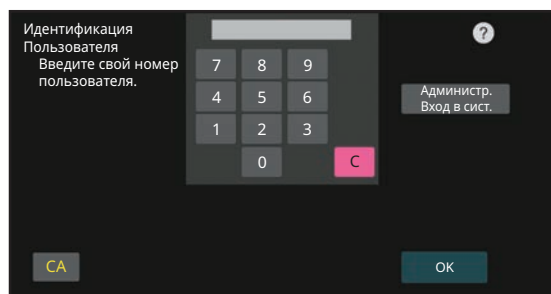 Идентификация
Пользователя
Введите свой номер
пользователя.
?
7 8 9
4 5 6
1 2 3
0 C
Администр.
Вход в сист.
CA
OK